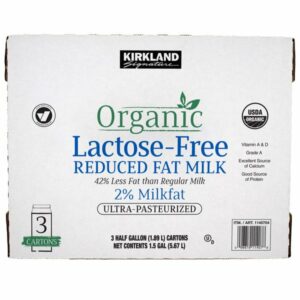 KIRKLAND
Signature
Organic
Lactose-Free
REDUCED FAT MILK
42% Less Fat than Regular Milk
2% Milkfat
ULTRA-PASTEURIZED
USDA
ORGANIC
Vitamin A & D
Grade A
Excellent Source
of Calcium
Good Source
of Protein
3
CARTONS
3 HALF GALLON (1.89 L) CARTONS
NET CONTENTS 1.5 GAL (5.67 L)
U
D